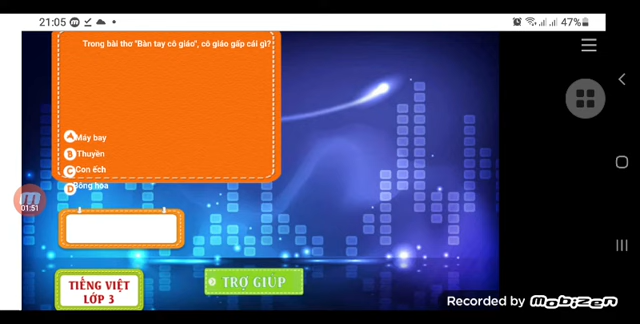 21:05
47%
Trong bài thơ "Bàn tay cô giáo", cô giáo gấp cái gì?
A Máy bay
B Thuyền
C Con ếch
D Bông hoa
01:51
TIẾNG VIỆT
LỚP 3
TRỢ GIÚP
Recorded by mobizen